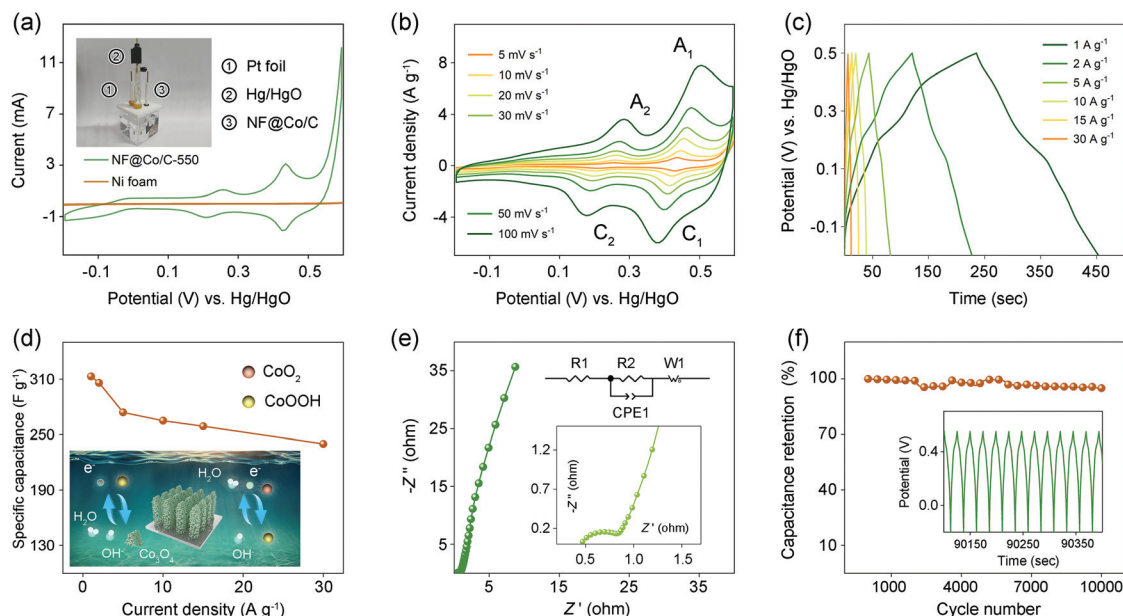 (a)
11
7
3
-1
-0.1
0.1
0.3
0.5
Current (mA)
Potential (V) vs. Hg/HgO
②
①
③
① Pt foil
② Hg/HgO
③ NF@Co/C
NF@Co/C-550
Ni foam
(b)
8
4
0
-4
-0.1
0.1
0.3
0.5
Current density (A g⁻¹)
Potential (V) vs. Hg/HgO
5 mV s⁻¹
10 mV s⁻¹
20 mV s⁻¹
30 mV s⁻¹
50 mV s⁻¹
100 mV s⁻¹
A₁
A₂
C₂
C₁
(c)
0.5
0.3
0.1
-0.1
50
150
250
350
450
Potential (V) vs. Hg/HgO
Time (sec)
1 A g⁻¹
2 A g⁻¹
5 A g⁻¹
10 A g⁻¹
15 A g⁻¹
30 A g⁻¹
(d)
310
250
190
130
0
10
20
30
Specific capacitance (F g⁻¹)
Current density (A g⁻¹)
CoO₂
CoOOH
e⁻
H₂O
OH⁻
Co₃O₄
H₂O
e⁻
OH⁻
(e)
35
25
15
5
5
15
25
35
-Z'' (ohm)
Z' (ohm)
R1
R2
W1
CPE1
1.2
0.7
0.2
0.5
1.0
1.5
-Z'' (ohm)
Z' (ohm)
(f)
100
70
40
10
1000
4000
7000
10000
Capacitance retention (%)
Cycle number
0.4
0.0
90150
90250
90350
Potential (V)
Time (sec)